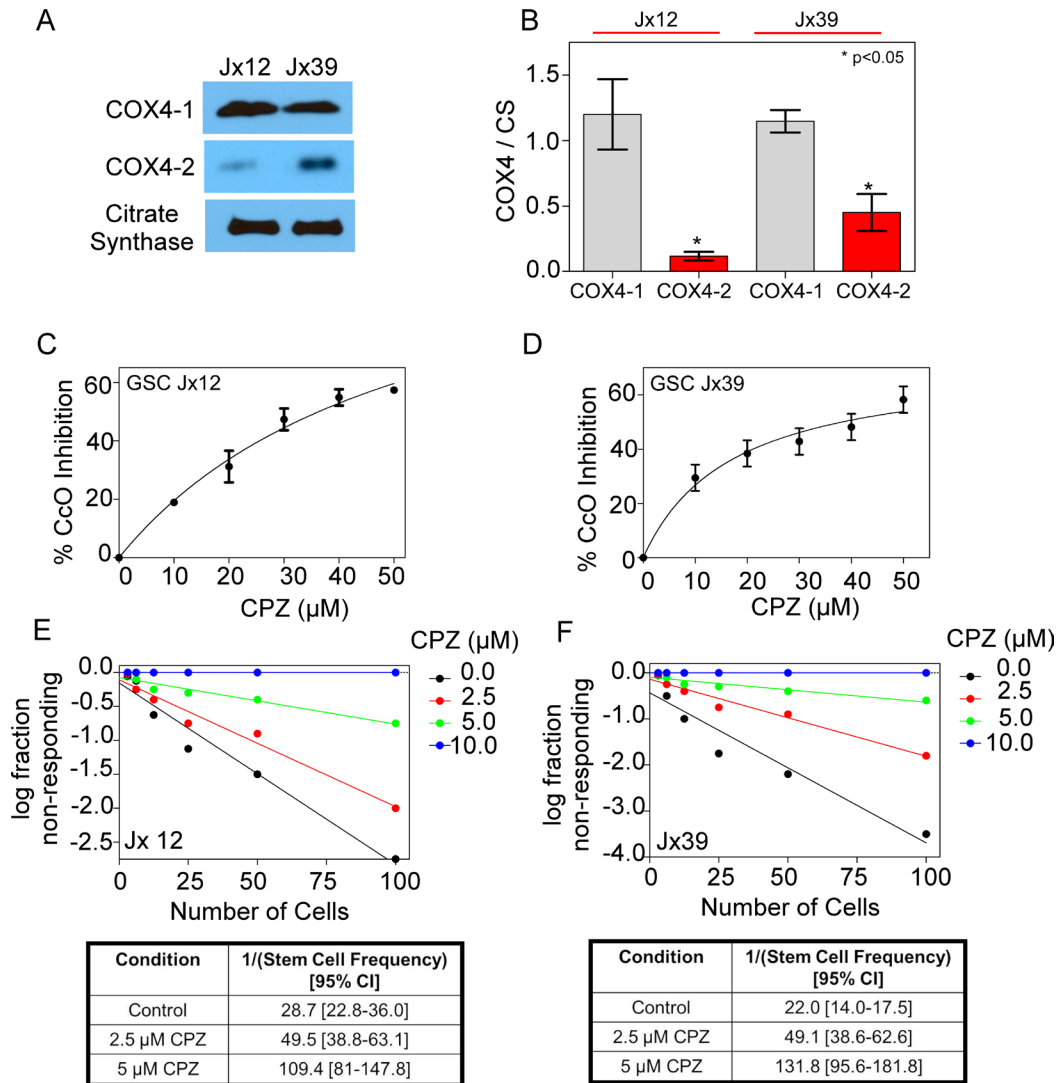 A
Jx12 Jx39
COX4-1
COX4-2
Citrate
Synthase
B
Jx12 Jx39
* p<0.05
COX4 / CS
1.5
1.0
0.5
0.0
*
*
COX4-1 COX4-2 COX4-1 COX4-2
C
GSC Jx12
% CcO Inhibition
60
40
20
0
0 10 20 30 40 50
CPZ (µM)
D
GSC Jx39
% CcO Inhibition
60
40
20
0
0 10 20 30 40 50
CPZ (µM)
E
CPZ (µM)
0.0
2.5
5.0
10.0
log fraction
non-responding
0.0
-0.5
-1.0
-1.5
-2.0
-2.5
Jx 12
0 25 50 75 100
Number of Cells
F
CPZ (µM)
0.0
2.5
5.0
10.0
log fraction
non-responding
0.0
-1.0
-2.0
-3.0
-4.0
Jx39
0 25 50 75 100
Number of Cells
Condition 1/(Stem Cell Frequency)
[95% CI]
Control 28.7 [22.8-36.0]
2.5 µM CPZ 49.5 [38.8-63.1]
5 µM CPZ 109.4 [81-147.8]
Condition 1/(Stem Cell Frequency)
[95% CI]
Control 22.0 [14.0-17.5]
2.5 µM CPZ 49.1 [38.6-62.6]
5 µM CPZ 131.8 [95.6-181.8]